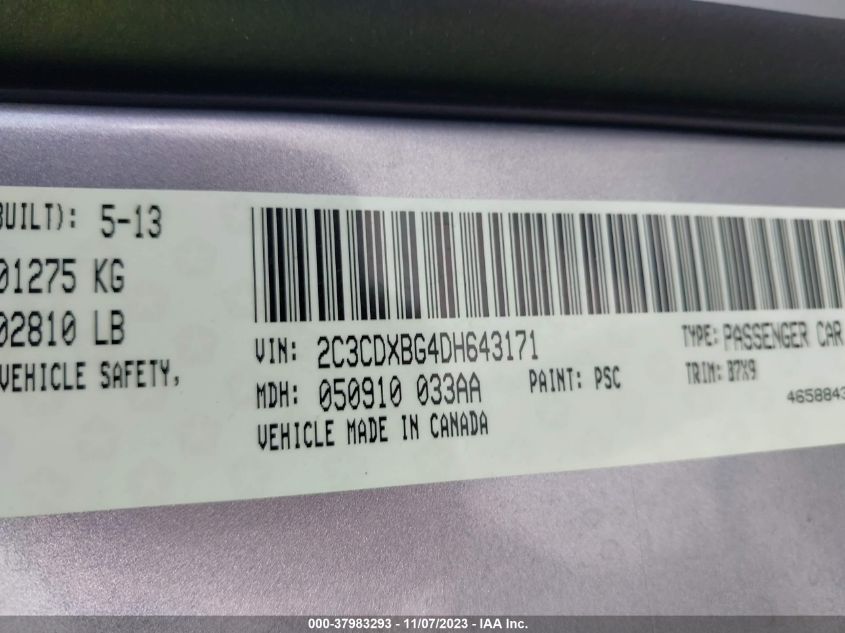 BUILT): 5-13
01275 KG
02810 LB
VEHICLE SAFETY,
VIN: 2C3CDXBG4DH643171
TYPE: PASSENGER CAR
MDH: 050910 033AA
PAINT: PSC
TRIM: B7X9
VEHICLE MADE IN CANADA
4658843
000-37983293 - 11/07/2023 - IAA Inc.